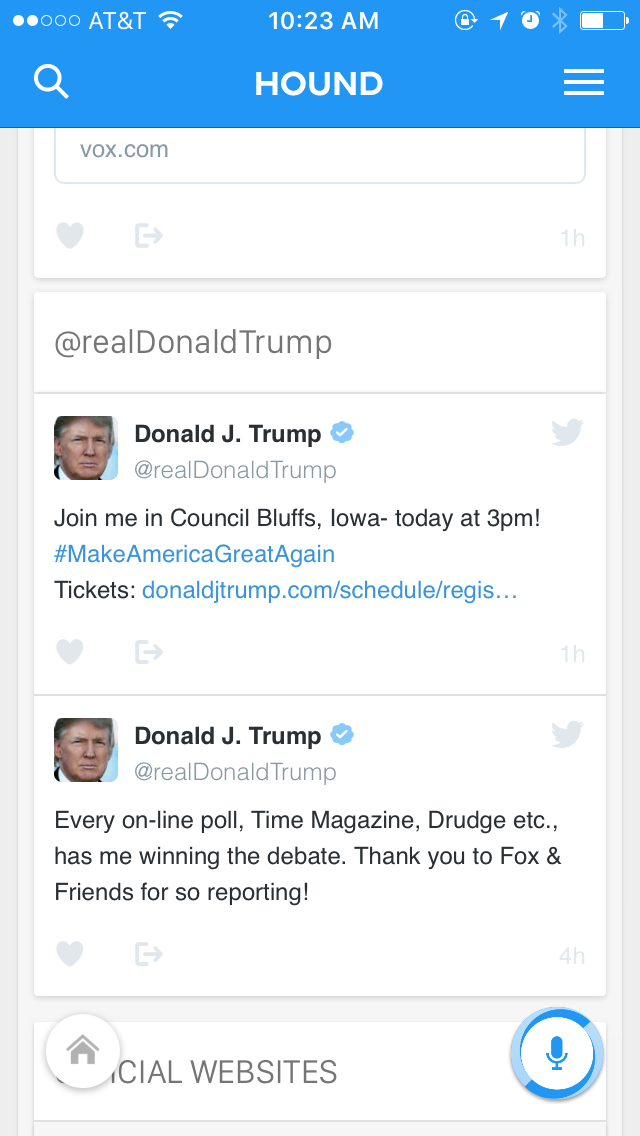 AT&T 10:23 AM
HOUND
vox.com
1h
@realDonaldTrump
Donald J. Trump
@realDonaldTrump
Join me in Council Bluffs, Iowa- today at 3pm!
#MakeAmericaGreatAgain
Tickets: donaldjtrump.com/schedule/regis…
1h
Donald J. Trump
@realDonaldTrump
Every on-line poll, Time Magazine, Drudge etc.,
has me winning the debate. Thank you to Fox &
Friends for so reporting!
4h
WEBSITES